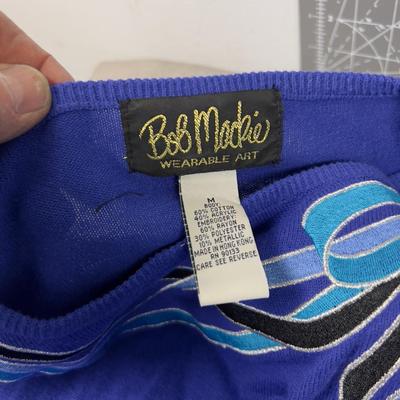 Bob Mackie
WEARABLE ART
M
BODY:
60% COTTON
40% ACRYLIC
EMBROIDERY:
60% RAYON
30% POLYESTER
10% METALLIC
MADE IN HONG KONG
RN 90133
CARE SEE REVERSE